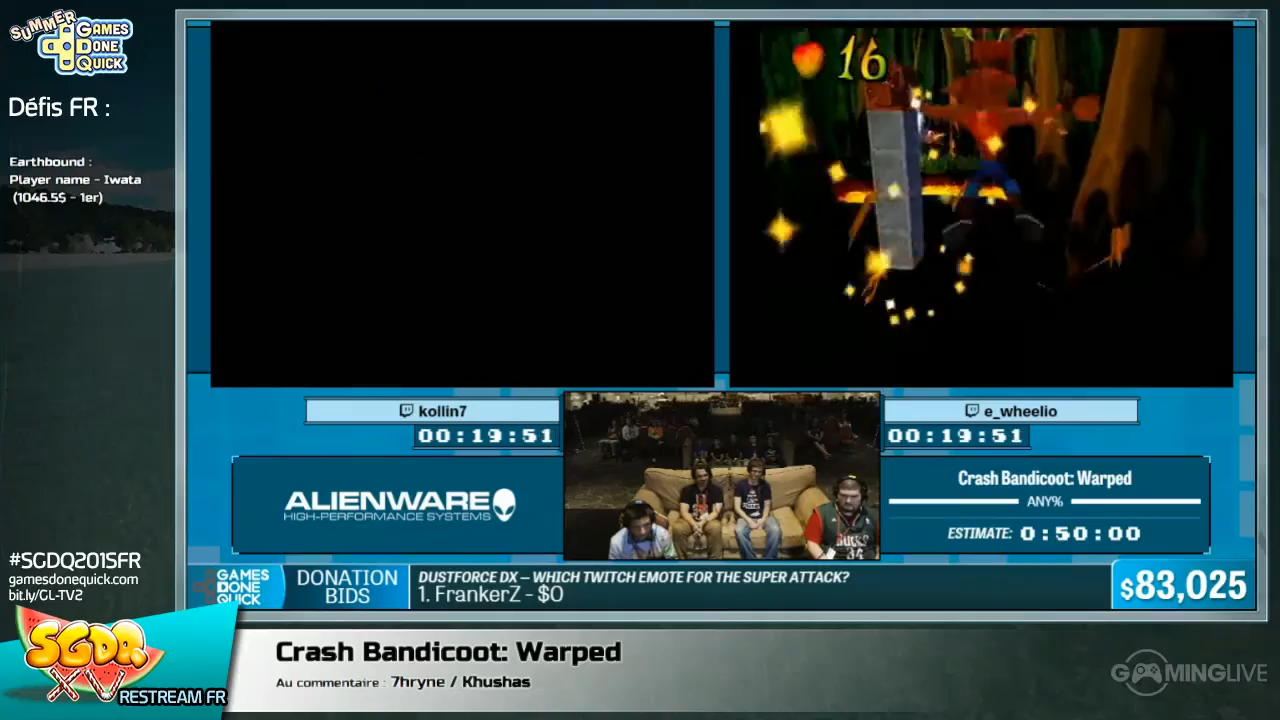 SUMMER
GAMES
DONE
QUICK
Défis FR :
Earthbound :
Player name - Iwata
(1046.5$ - 1er)
16
kollin7
00:19:51
e_wheelio
00:19:51
ALIENWARE
HIGH-PERFORMANCE SYSTEMS
BUCKS
34
Crash Bandicoot: Warped
ANY%
ESTIMATE: 0:50:00
#SGDQ2015FR
gamesdonequick.com
bit.ly/GL-TV2
GAMES
DONE
QUICK
DONATION
BIDS
DUSTFORCE DX – WHICH TWITCH EMOTE FOR THE SUPER ATTACK?
1. FrankerZ - $0
$83,025
SGDQ
RESTREAM FR
Crash Bandicoot: Warped
Au commentaire : 7hryne / Khushas
GAMINGLIVE